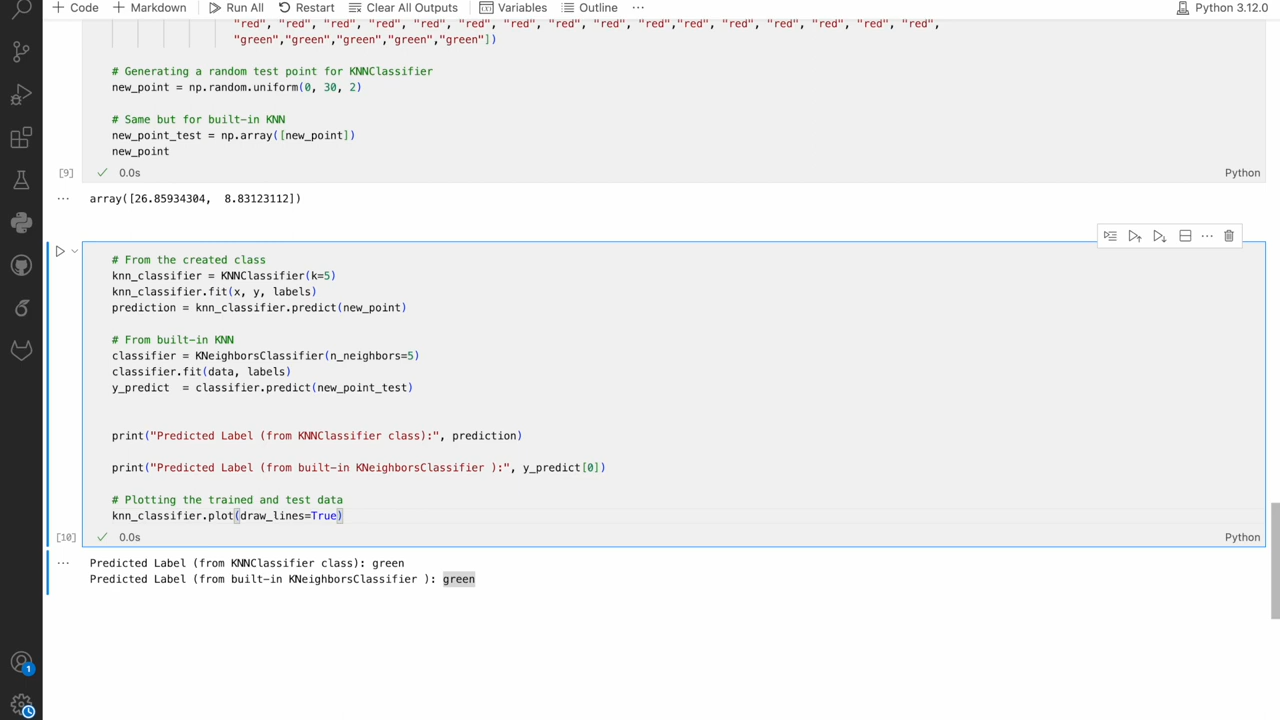 Code Markdown Run All Restart Clear All Outputs Variables Outline ... Python 3.12.0
"red", "red", "red", "red", "red", "red", "red", "red", "red","red", "red", "red", "red", "red", "red",
"green","green","green","green","green"])
# Generating a random test point for KNNClassifier
new_point = np.random.uniform(0, 30, 2)
# Same but for built-in KNN
new_point_test = np.array([new_point])
new_point
[9] 0.0s Python
... array([26.85934304,  8.83123112])
# From the created class
knn_classifier = KNNClassifier(k=5)
knn_classifier.fit(x, y, labels)
prediction = knn_classifier.predict(new_point)
# From built-in KNN
classifier = KNeighborsClassifier(n_neighbors=5)
classifier.fit(data, labels)
y_predict  = classifier.predict(new_point_test)
print("Predicted Label (from KNNClassifier class):", prediction)
print("Predicted Label (from built-in KNeighborsClassifier ):", y_predict[0])
# Plotting the trained and test data
knn_classifier.plot(draw_lines=True)
[10] 0.0s Python
... Predicted Label (from KNNClassifier class): green
Predicted Label (from built-in KNeighborsClassifier ): green
1